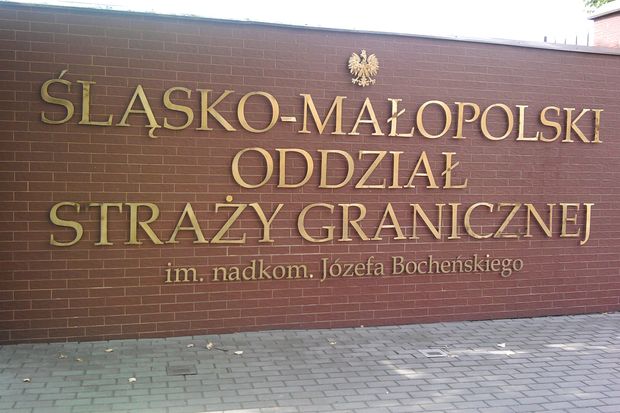 ŚLĄSKO-MAŁOPOLSKI
ODDZIAŁ
STRAŻY GRANICZNEJ
im. nadkom. Józefa Bocheńskiego